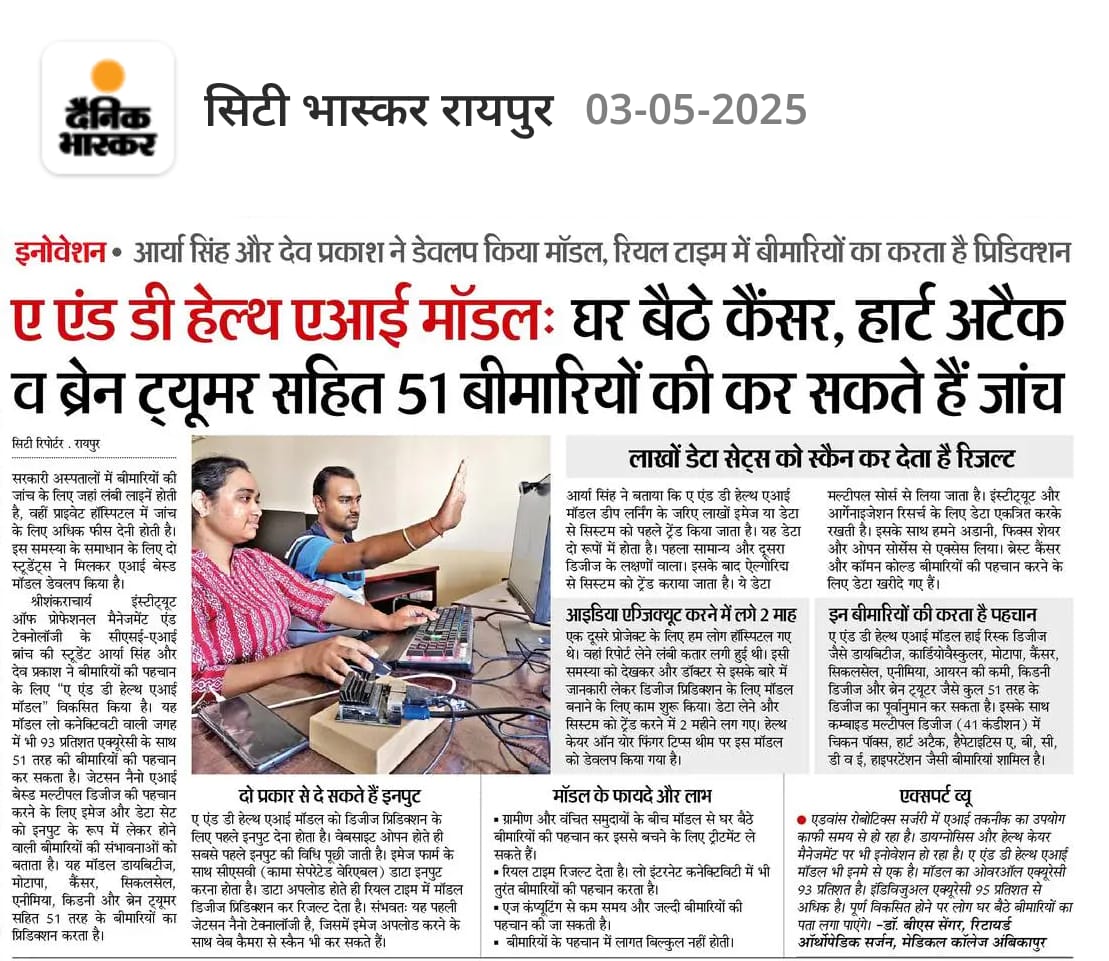 दैनिक
भास्कर
सिटी भास्कर रायपुर 03-05-2025
इनोवेशन • आर्या सिंह और देव प्रकाश ने डेवलप किया मॉडल, रियल टाइम में बीमारियों का करता है प्रिडिक्शन
ए एंड डी हेल्थ एआई मॉडलः घर बैठे कैंसर, हार्ट अटैक
व ब्रेन ट्यूमर सहित 51 बीमारियों की कर सकते हैं जांच
सिटी रिपोर्टर . रायपुर
सरकारी अस्पतालों में बीमारियों की
जांच के लिए जहां लंबी लाइनें होती
है, वहीं प्राइवेट हॉस्पिटल में जांच
के लिए अधिक फीस देनी होती है।
इस समस्या के समाधान के लिए दो
स्टूडेंट्स ने मिलकर एआई बेस्ड
मॉडल डेवलप किया है।
श्रीशंकराचार्य इंस्टीट्यूट
ऑफ प्रोफेशनल मैनेजमेंट एंड
टेक्नोलॉजी के सीएसई-एआई
ब्रांच की स्टूडेंट आर्या सिंह और
देव प्रकाश ने बीमारियों की पहचान
के लिए "ए एंड डी हेल्थ एआई
मॉडल" विकसित किया है। यह
मॉडल लो कनेक्टिवटी वाली जगह
में भी 93 प्रतिशत एक्यूरेसी के साथ
51 तरह की बीमारियों की पहचान
कर सकता है। जेटसन नैनो एआई
बेस्ड मल्टीपल डिजीज की पहचान
करने के लिए इमेज और डेटा सेट
को इनपुट के रूप में लेकर होने
वाली बीमारियों की संभावनाओं को
बताता है। यह मॉडल डायबिटीज,
मोटापा, कैंसर, सिकलसेल,
एनीमिया, किडनी और ब्रेन ट्यूमर
सहित 51 तरह के बीमारियों का
प्रिडिक्शन करता है।
लाखों डेटा सेट्स को स्कैन कर देता है रिजल्ट
आर्या सिंह ने बताया कि ए एंड डी हेल्थ एआई
मॉडल डीप लर्निंग के जरिए लाखों इमेज या डेटा
से सिस्टम को पहले ट्रेंड किया जाता है। यह डेटा
दो रूपों में होता है। पहला सामान्य और दूसरा
डिजीज के लक्षणों वाला। इसके बाद ऐल्गोरिद्म
से सिस्टम को ट्रेंड कराया जाता है। ये डेटा
मल्टीपल सोर्स से लिया जाता है। इंस्टीट्यूट और
आर्गेनाइजेशन रिसर्च के लिए डेटा एकत्रित करके
रखती है। इसके साथ हमने अडानी, फिक्स शेयर
और ओपन सोर्सेस से एक्सेस लिया। ब्रेस्ट कैंसर
और कॉमन कोल्ड बीमारियों की पहचान करने के
लिए डेटा खरीदे गए हैं।
आइडिया एग्जिक्यूट करने में लगे 2 माह
एक दूसरे प्रोजेक्ट के लिए हम लोग हॉस्पिटल गए
थे। वहां रिपोर्ट लेने लंबी कतार लगी हुई थी। इसी
समस्या को देखकर और डॉक्टर से इसके बारे में
जानकारी लेकर डिजीज प्रिडिक्शन के लिए मॉडल
बनाने के लिए काम शुरू किया। डेटा लेने और
सिस्टम को ट्रेंड करने में 2 महीने लग गए। हेल्थ
केयर ऑन योर फिंगर टिप्स थीम पर इस मॉडल
को डेवलप किया गया है।
इन बीमारियों की करता है पहचान
ए एंड डी हेल्थ एआई मॉडल हाई रिस्क डिजीज
जैसे डायबिटीज, कार्डियोवैस्कुलर, मोटापा, कैंसर,
सिकलसेल, एनीमिया, आयरन की कमी, किडनी
डिजीज और ब्रेन ट्यूटर जैसे कुल 51 तरह के
डिजीज का पूर्वानुमान कर सकता है। इसके साथ
कम्बाइड मल्टीपल डिजीज (41 कंडीशन) में
चिकन पॉक्स, हार्ट अटैक, हैपेटाइटिस ए, बी, सी,
डी व ई, हाइपरटेंशन जैसी बीमारियां शामिल है।
दो प्रकार से दे सकते हैं इनपुट
ए एंड डी हेल्थ एआई मॉडल को डिजिज प्रिडिक्शन के
लिए पहले इनपुट देना होता है। वेबसाइट ओपन होते ही
सबसे पहले इनपुट की विधि पूछी जाती है। इमेज फार्म के
साथ सीएसवी (कामा सेपरेटेड वेरिएबल) डाटा इनपुट
करना होता है। डाटा अपलोड होते ही रियल टाइम में मॉडल
डिजीज प्रिडिक्शन कर रिजल्ट देता है। संभवतः यह पहली
जेटसन नैनो टेक्नालॉजी है, जिसमें इमेज अपलोड करने के
साथ वेब कैमरा से स्कैन भी कर सकते हैं।
मॉडल के फायदे और लाभ
▪ ग्रामीण और वंचित समुदायों के बीच मॉडल से घर बैठे
बीमारियों की पहचान कर इससे बचने के लिए ट्रीटमेंट ले
सकते हैं।
▪ रियल टाइम रिजल्ट देता है। लो इंटरनेट कनेक्टिविटी में भी
तुरंत बीमारियों की पहचान करता है।
▪ एज कंप्यूटिंग से कम समय और जल्दी बीमारियों की
पहचान की जा सकती है।
▪ बीमारियों के पहचान में लागत बिल्कुल नहीं होती।
एक्सपर्ट व्यू
● एडवांस रोबोटिक्स सर्जरी में एआई तकनीक का उपयोग
काफी समय से हो रहा है। डायग्नोसिस और हेल्थ केयर
मैनेजमेंट पर भी इनोवेशन हो रहा है। ए एंड डी हेल्थ एआई
मॉडल भी इनमे से एक है। मॉडल का ओवरऑल एक्यूरेसी
93 प्रतिशत है। इंडिविजुअल एक्यूरेसी 95 प्रतिशत से
अधिक है। पूर्ण विकसित होने पर लोग घर बैठे बीमारियों का
पता लगा पाएंगे। -डॉ. बीएस सेंगर, रिटायर्ड
ऑर्थोपेडिक सर्जन, मेडिकल कॉलेज अंबिकापुर